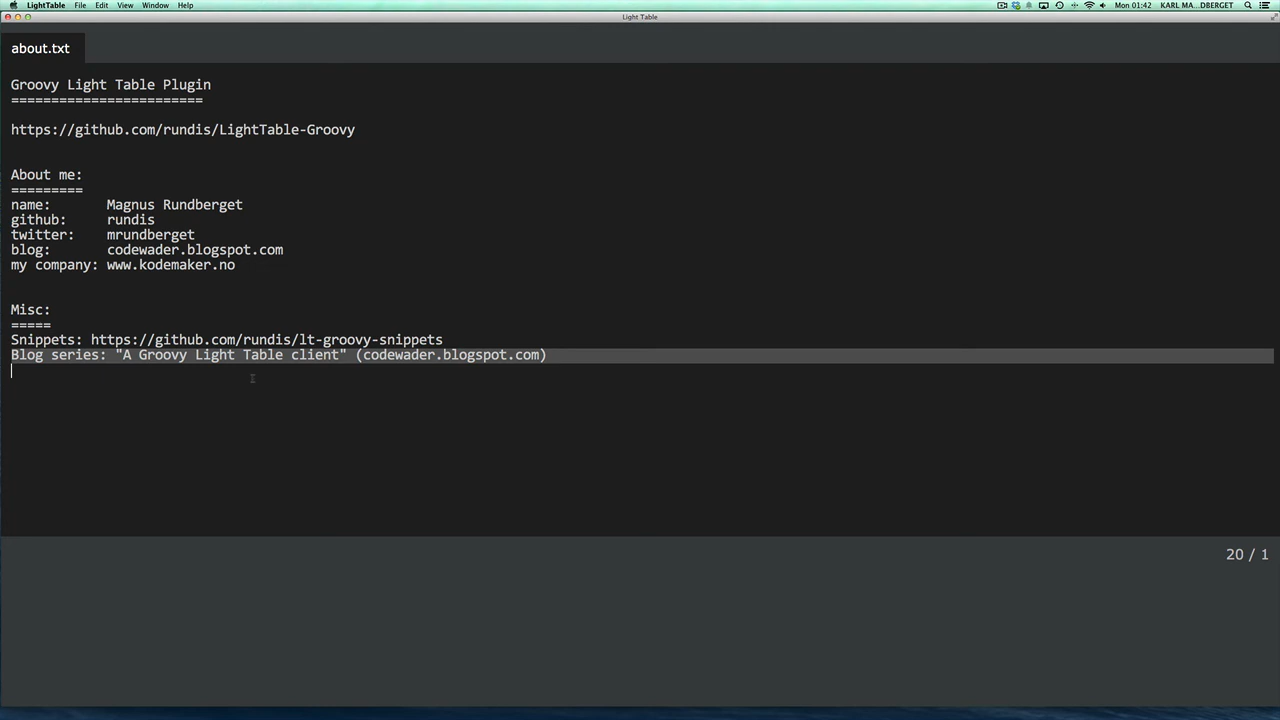 LightTable File Edit View Window Help Mon 01:42 KARL MA...DBERGET
Light Table
about.txt
Groovy Light Table Plugin
========================
https://github.com/rundis/LightTable-Groovy
About me:
=========
name: Magnus Rundberget
github: rundis
twitter: mrundberget
blog: codewader.blogspot.com
my company: www.kodemaker.no
Misc:
=====
Snippets: https://github.com/rundis/lt-groovy-snippets
Blog series: "A Groovy Light Table client" (codewader.blogspot.com)
20 / 1